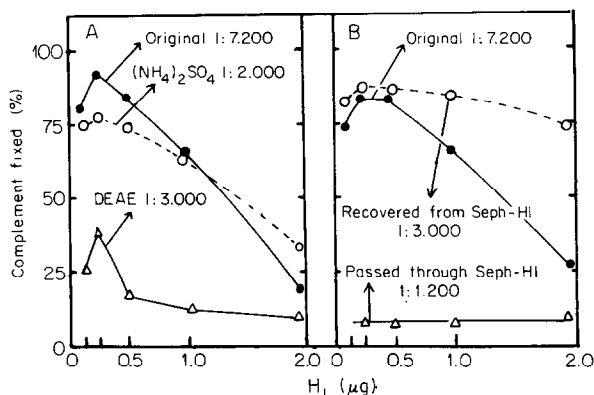 A
Original 1:7.200
(NH4)2SO4 1:2.000
DEAE 1:3.000
B
Original 1:7.200
Recovered from Seph-HI
1:3.000
Passed through Seph-HI
1:1.200
Complement fixed (%)
100
75
50
25
0
0 0.5 1.0 2.0
0 0.5 1.0 2.0
H1 (μg)